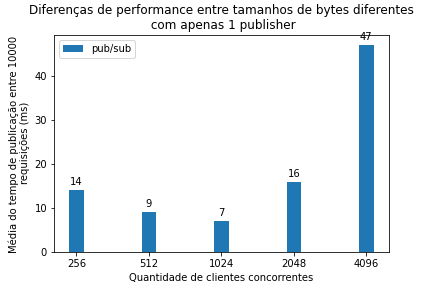 Diferenças de performance entre tamanhos de bytes diferentes
com apenas 1 publisher
pub/sub
Média do tempo de publicação entre 10000
requisições (ms)
40
30
20
10
0
14
9
7
16
47
256 512 1024 2048 4096
Quantidade de clientes concorrentes